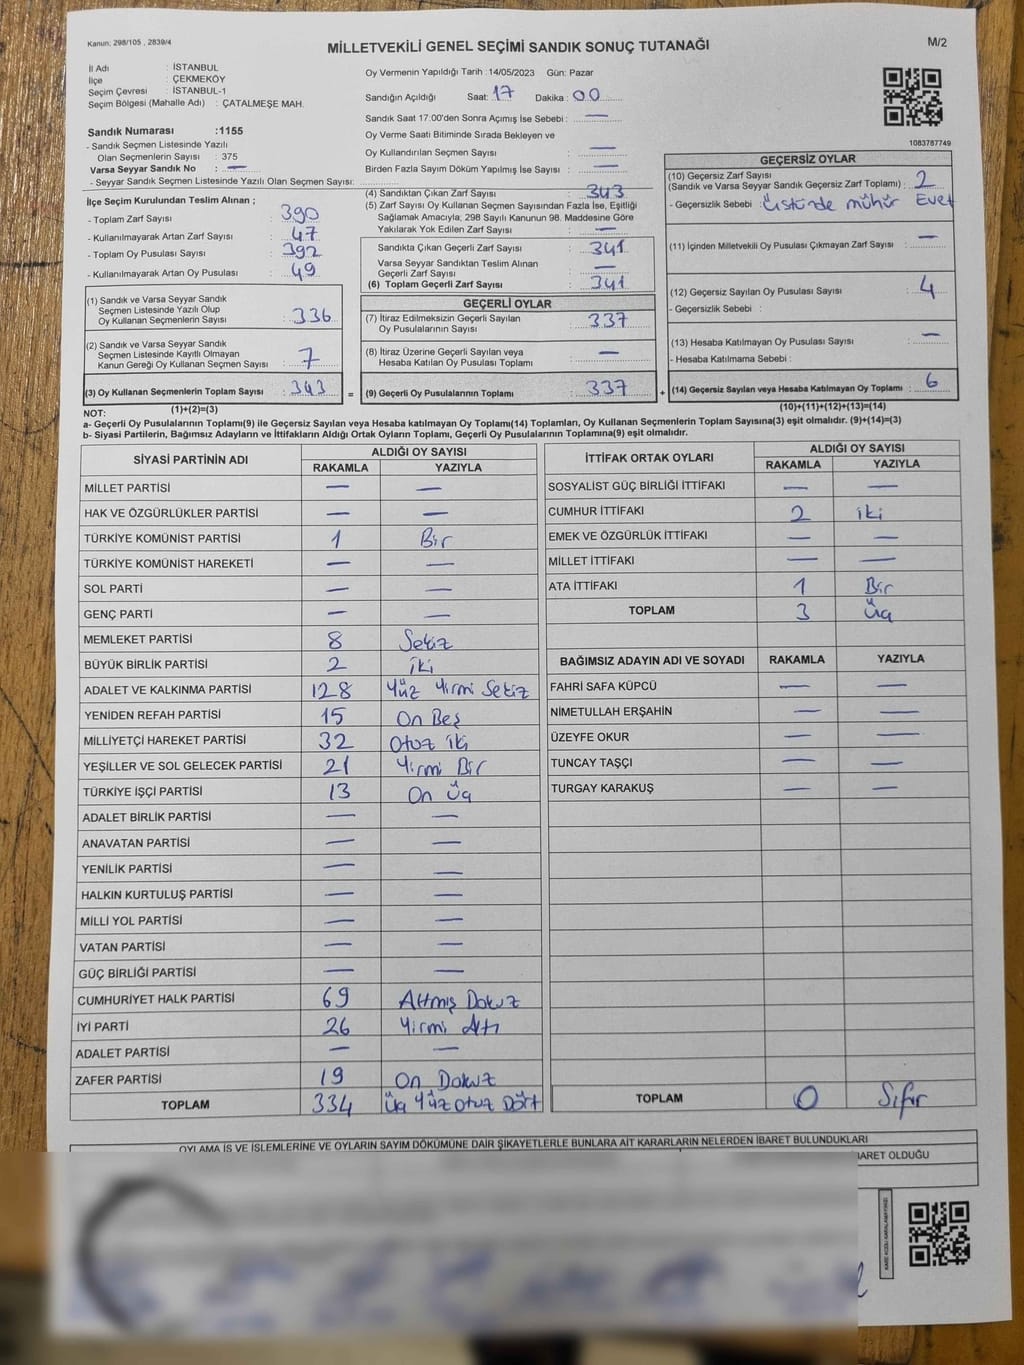 Kanun: 298/105 , 2839/4
MİLLETVEKİLİ GENEL SEÇİMİ SANDIK SONUÇ TUTANAĞI
M/2
İl Adı : İSTANBUL
İlçe : ÇEKMEKÖY
Seçim Çevresi : İSTANBUL-1
Seçim Bölgesi (Mahalle Adı) : ÇATALMEŞE MAH.
Sandık Numarası :1155
- Sandık Seçmen Listesinde Yazılı
Olan Seçmenlerin Sayısı : 375
Varsa Seyyar Sandık No : —
- Seyyar Sandık Seçmen Listesinde Yazılı Olan Seçmen Sayısı:
Oy Vermenin Yapıldığı Tarih :14/05/2023 Gün: Pazar
Sandığın Açıldığı Saat: 17 Dakika : 00
Sandık Saat 17:00'den Sonra Açımış İse Sebebi : —
Oy Verme Saati Bitiminde Sırada Bekleyen ve
Oy Kullandırılan Seçmen Sayısı : —
Birden Fazla Sayım Döküm Yapılmış İse Sayısı : —
1083787749
İlçe Seçim Kurulundan Teslim Alınan ;
- Toplam Zarf Sayısı : 390
- Kullanılmayarak Artan Zarf Sayısı : 47
- Toplam Oy Pusulası Sayısı : 392
- Kullanılmayarak Artan Oy Pusulası : 49
(1) Sandık ve Varsa Seyyar Sandık
Seçmen Listesinde Yazılı Olup
Oy Kullanan Seçmenlerin Sayısı : 336
(2) Sandık ve Varsa Seyyar Sandık
Seçmen Listesinde Kayıtlı Olmayan
Kanun Gereği Oy Kullanan Seçmen Sayısı : 7
(3) Oy Kullanan Seçmenlerin Toplam Sayısı : 343 =
(1)+(2)=(3)
(4) Sandıktan Çıkan Zarf Sayısı : 343
(5) Zarf Sayısı Oy Kullanan Seçmen Sayısından Fazla İse, Eşitliği
Sağlamak Amacıyla; 298 Sayılı Kanunun 98. Maddesine Göre
Yakılarak Yok Edilen Zarf Sayısı : —
Sandıkta Çıkan Geçerli Zarf Sayısı : 341
Varsa Seyyar Sandıktan Teslim Alınan
Geçerli Zarf Sayısı : —
(6) Toplam Geçerli Zarf Sayısı : 341
GEÇERLİ OYLAR
(7) İtiraz Edilmeksizin Geçerli Sayılan
Oy Pusulalarının Sayısı : 337
(8) İtiraz Üzerine Geçerli Sayılan veya
Hesaba Katılan Oy Pusulası Toplamı : —
(9) Geçerli Oy Pusulalarının Toplamı : 337 +
GEÇERSİZ OYLAR
(10) Geçersiz Zarf Sayısı
(Sandık ve Varsa Seyyar Sandık Geçersiz Zarf Toplamı) : 2
- Geçersizlik Sebebi : Üstünde mühür Evet
(11) İçinden Milletvekili Oy Pusulası Çıkmayan Zarf Sayısı : —
(12) Geçersiz Sayılan Oy Pusulası Sayısı : 4
- Geçersizlik Sebebi :
(13) Hesaba Katılmayan Oy Pusulası Sayısı : —
- Hesaba Katılmama Sebebi :
(14) Geçersiz Sayılan veya Hesaba Katılmayan Oy Toplamı : 6
(10)+(11)+(12)+(13)=(14)
NOT:
a- Geçerli Oy Pusulalarının Toplamı(9) ile Geçersiz Sayılan veya Hesaba katılmayan Oy Toplamı(14) Toplamları, Oy Kullanan Seçmenlerin Toplam Sayısına(3) eşit olmalıdır. (9)+(14)=(3)
b- Siyasi Partilerin, Bağımsız Adayların ve İttifakların Aldığı Ortak Oyların Toplamı, Geçerli Oy Pusulalarının Toplamına(9) eşit olmalıdır.
SİYASİ PARTİNİN ADI ALDIĞI OY SAYISI
RAKAMLA YAZIYLA
MİLLET PARTİSİ — —
HAK VE ÖZGÜRLÜKLER PARTİSİ — —
TÜRKİYE KOMÜNİST PARTİSİ 1 Bir
TÜRKİYE KOMÜNİST HAREKETİ — —
SOL PARTİ — —
GENÇ PARTİ — —
MEMLEKET PARTİSİ 8 Sekiz
BÜYÜK BİRLİK PARTİSİ 2 iki
ADALET VE KALKINMA PARTİSİ 128 Yüz Yirmi Sekiz
YENİDEN REFAH PARTİSİ 15 On Beş
MİLLİYETÇİ HAREKET PARTİSİ 32 Otuz iki
YEŞİLLER VE SOL GELECEK PARTİSİ 21 Yirmi Bir
TÜRKİYE İŞÇİ PARTİSİ 13 On Üç
ADALET BİRLİK PARTİSİ — —
ANAVATAN PARTİSİ — —
YENİLİK PARTİSİ — —
HALKIN KURTULUŞ PARTİSİ — —
MİLLİ YOL PARTİSİ — —
VATAN PARTİSİ — —
GÜÇ BİRLİĞİ PARTİSİ — —
CUMHURİYET HALK PARTİSİ 69 Altmış Dokuz
İYİ PARTİ 26 Yirmi Altı
ADALET PARTİSİ — —
ZAFER PARTİSİ 19 On Dokuz
TOPLAM 334 Üç Yüz Otuz Dört
İTTİFAK ORTAK OYLARI ALDIĞI OY SAYISI
RAKAMLA YAZIYLA
SOSYALİST GÜÇ BİRLİĞİ İTTİFAKI — —
CUMHUR İTTİFAKI 2 iki
EMEK VE ÖZGÜRLÜK İTTİFAKI — —
MİLLET İTTİFAKI — —
ATA İTTİFAKI 1 Bir
TOPLAM 3 Üç
BAĞIMSIZ ADAYIN ADI VE SOYADI RAKAMLA YAZIYLA
FAHRİ SAFA KÜPCÜ — —
NİMETULLAH ERŞAHİN — —
ÜZEYFE OKUR — —
TUNCAY TAŞÇI — —
TURGAY KARAKUŞ — —
TOPLAM 0 Sıfır
OYLAMA İŞ VE İŞLEMLERİNE VE OYLARIN SAYIM DÖKÜMÜNE DAİR ŞİKAYETLERLE BUNLARA AİT KARARLARIN NELERDEN İBARET BULUNDUKLARI
OLDUĞU